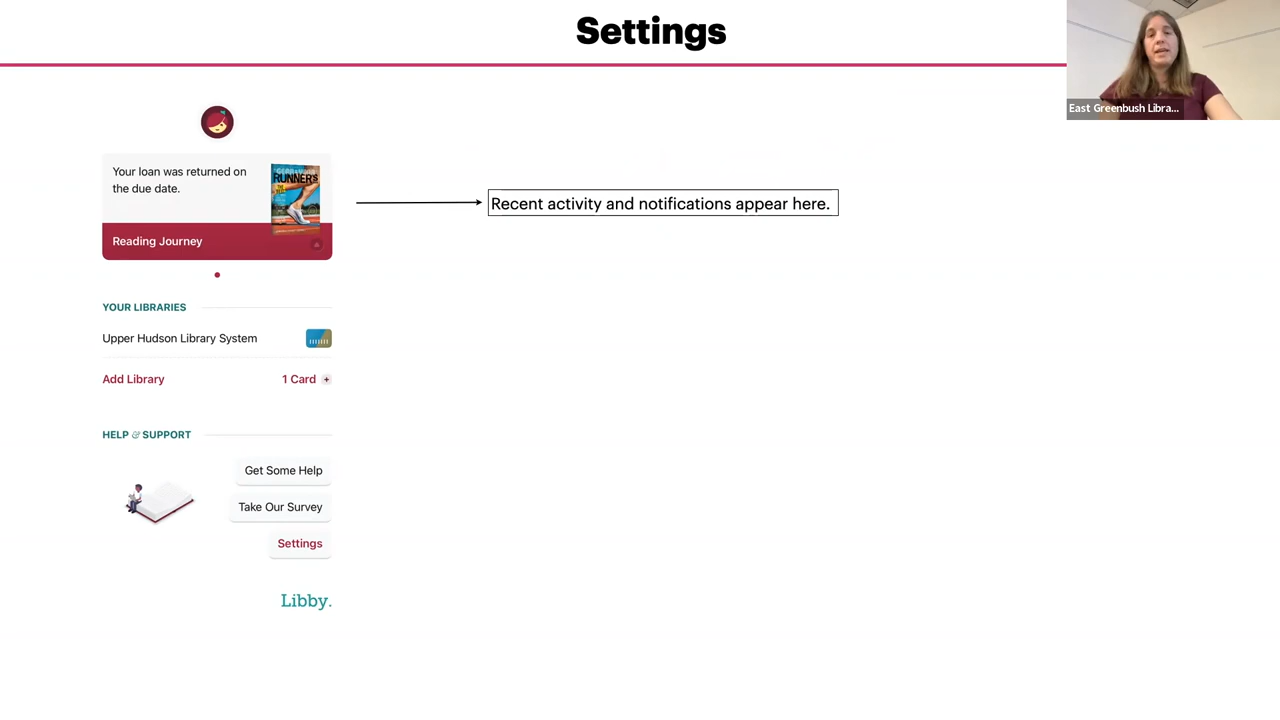 Settings
East Greenbush Libra...
Your loan was returned on
the due date.
RUNNER'S
Reading Journey
Recent activity and notifications appear here.
YOUR LIBRARIES
Upper Hudson Library System
Add Library 1 Card +
HELP & SUPPORT
Get Some Help
Take Our Survey
Settings
Libby.